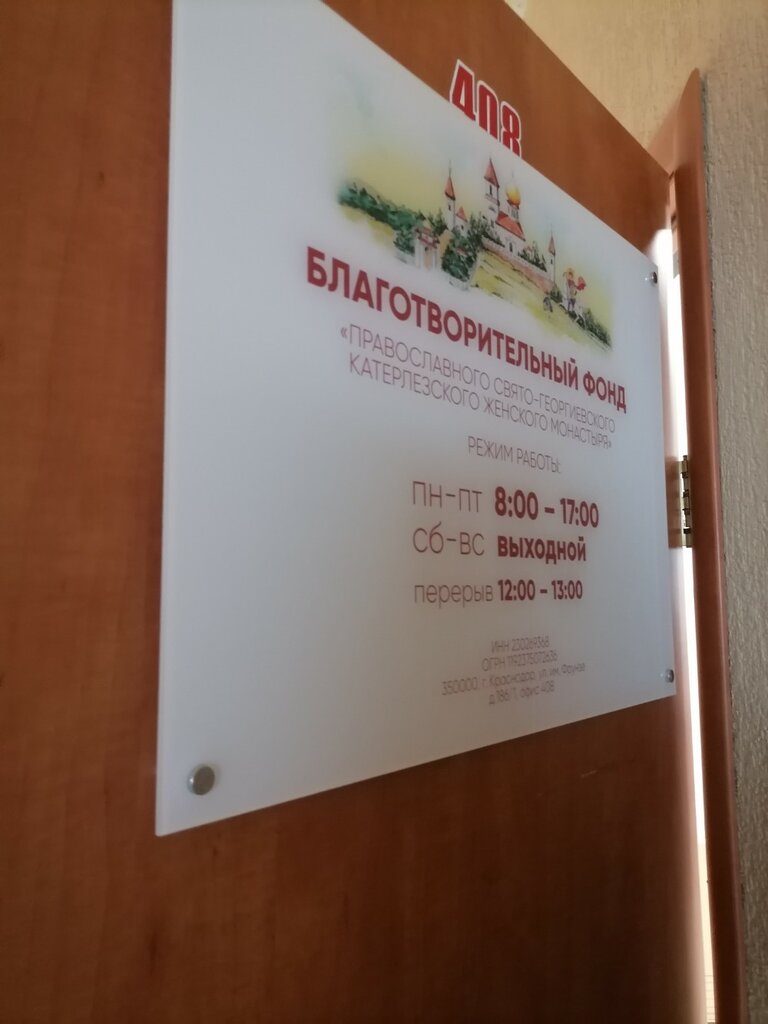 408
БЛАГОТВОРИТЕЛЬНЫЙ ФОНД
«ПРАВОСЛАВНОГО СВЯТО-ГЕОРГИЕВСКОГО
КАТЕРЛЕЗСКОГО ЖЕНСКОГО МОНАСТЫРЯ»
РЕЖИМ РАБОТЫ:
ПН-ПТ 8:00 – 17:00
Сб-ВС ВЫХОДНОЙ
перерыв 12:00 – 13:00
ИНН
ОГРН
350000, г. Краснодар, ул. им. Фрунзе
д.186/1, офис 408